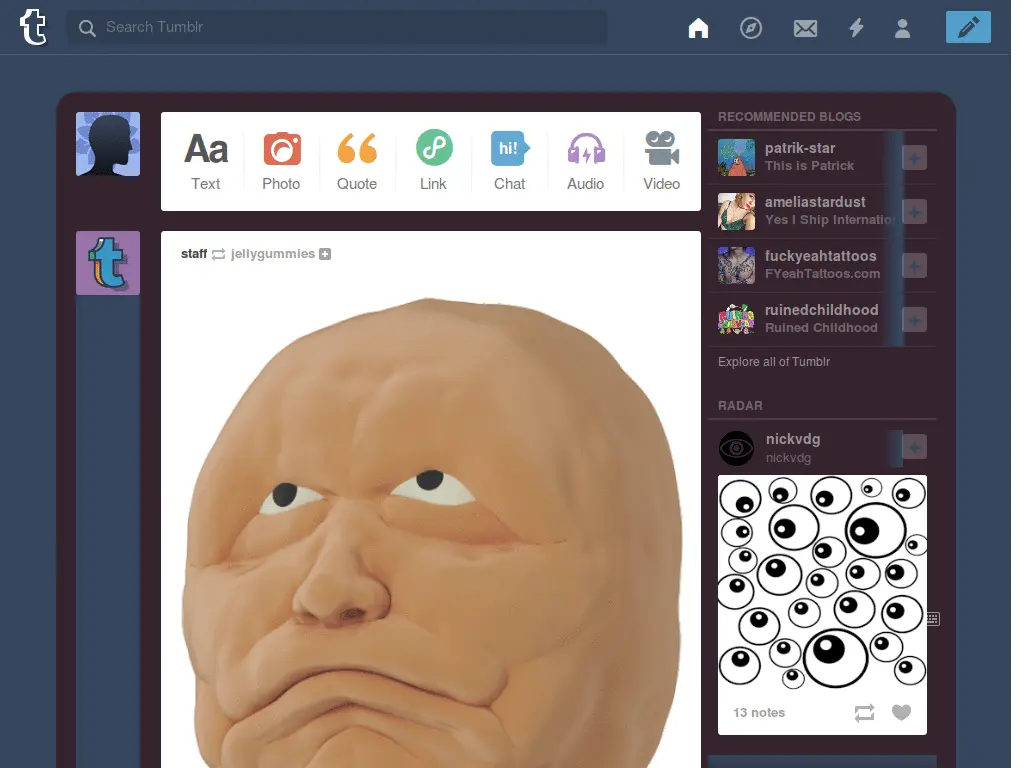 Search Tumblr
Aa
hi!
Text
Photo
Quote
Link
Chat
Audio
Video
staff jellygummies
RECOMMENDED BLOGS
patrik-star
This is Patrick
ameliastardust
Yes I Ship Internatio
fuckyeahtattoos
FYeahTattoos.com
ruinedchildhood
Ruined Childhood
Explore all of Tumblr
RADAR
nickvdg
nickvdg
13 notes